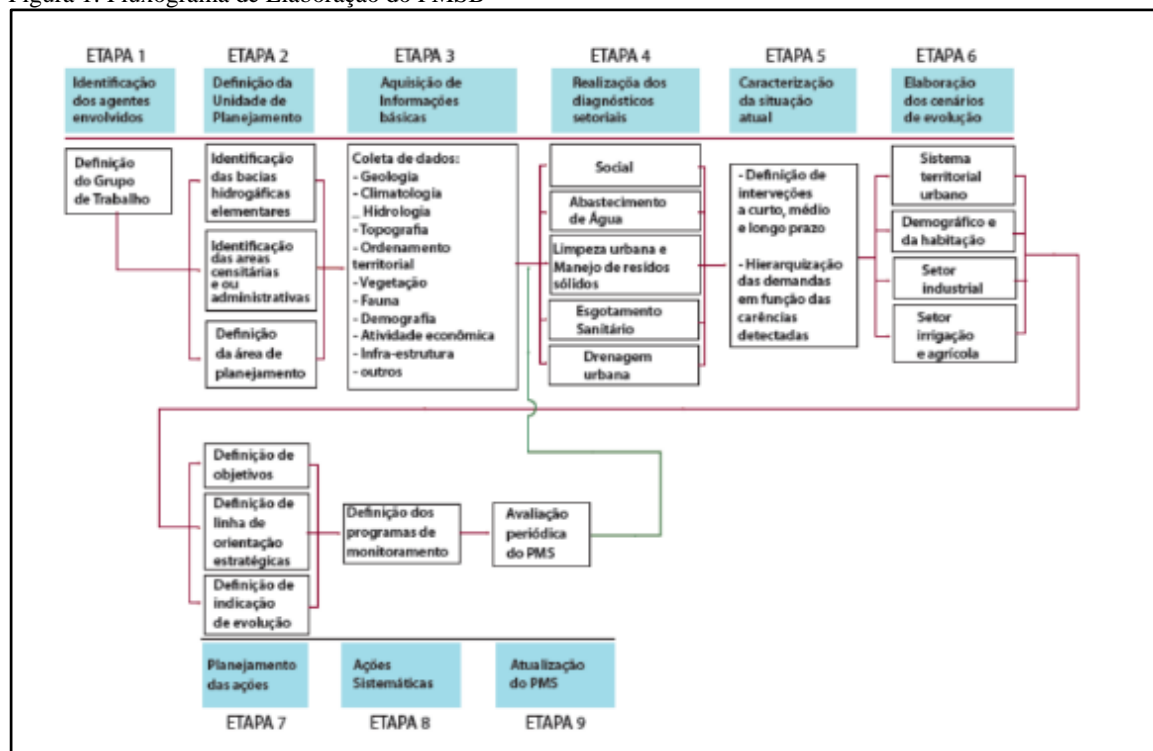 Figura 1: Fluxograma de Elaboração do PMSB
ETAPA 1
Identificação
dos agentes
envolvidos
Definição
do Grupo
de Trabalho
ETAPA 2
Definição da
Unidade de
Planejamento
Identificação
das bacias
hidrogáficas
elementares
Identificação
das areas
censitárias
e ou
administrativas
Definição
da área de
planejamento
ETAPA 3
Aquisição de
Informações
básicas
Coleta de dados:
- Geologia
- Climatologia
_ Hidrologia
- Topografia
- Ordenamento
territorial
- Vegetação
- Fauna
- Demografia
- Atividade econômica
- Infra-estrutura
- outros
ETAPA 4
Realizaçõa dos
diagnósticos
setoriais
Social
Abastecimento
de Água
Limpeza urbana e
Manejo de resídos
sólidos
Esgotamento
Sanitário
Drenagem
urbana
ETAPA 5
Caracterização
da situação
atual
- Definição de
interveções
a curto, médio
e longo prazo
- Hierarquização
das demandas
em função das
carências
detectadas
ETAPA 6
Elaboração
dos cenários
de evolução
Sistema
territorial
urbano
Demográfico e
da habitação
Setor
industrial
Setor
irrigação
e agrícola
Definição de
objetivos
Definição de
linha de
orientação
estratégicas
Definição de
indicação
de evolução
Planejamento
das ações
ETAPA 7
Definição dos
programas de
monitoramento
Ações
Sistemáticas
ETAPA 8
Avaliação
periódica
do PMS
Atualização
do PMS
ETAPA 9